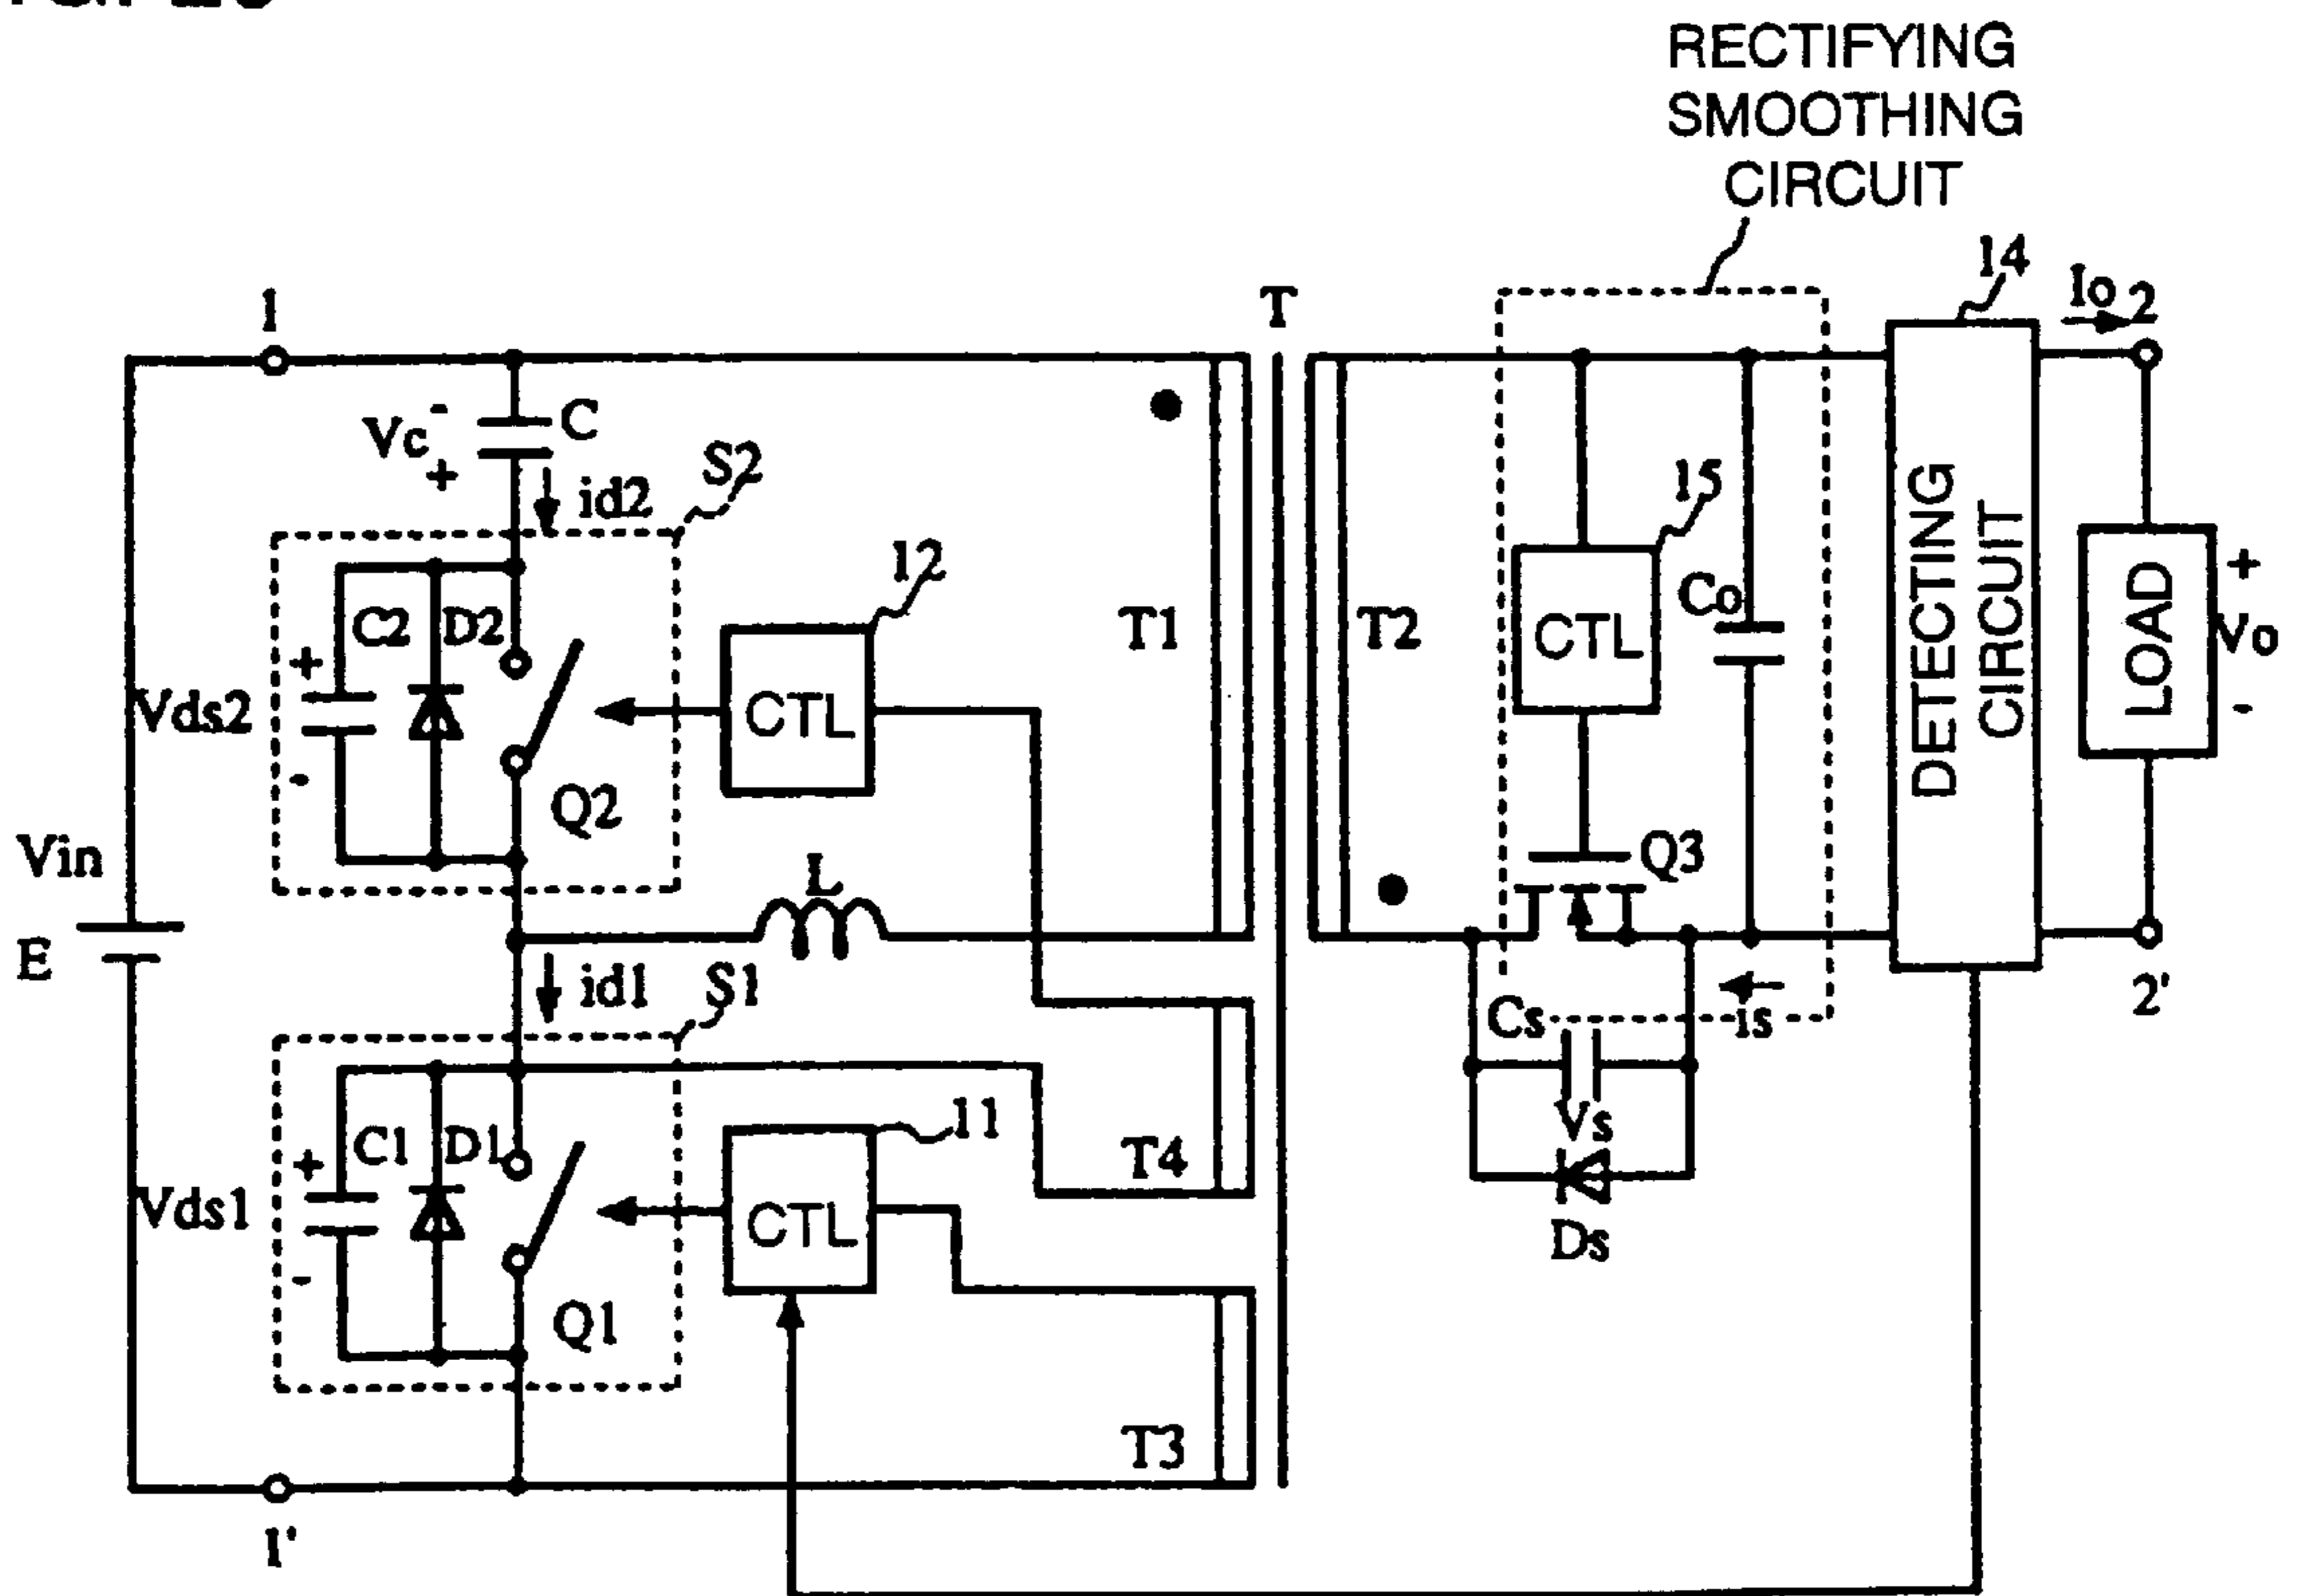 RECTIFYING
SMOOTHING
CIRCUIT
14
Io
2
1
T
Vc
-
+
C
S2
id2
15
12
C2
D2
+
Vds2
-
CTL
Q2
T1
T2
CTL
Co
DETECTING
CIRCUIT
LOAD
+
Vo
-
Vin
E
L
Q3
id1
S1
Cs
is
2'
11
C1
D1
+
Vds1
-
CTL
Q1
T4
Vs
Ds
T3
1'